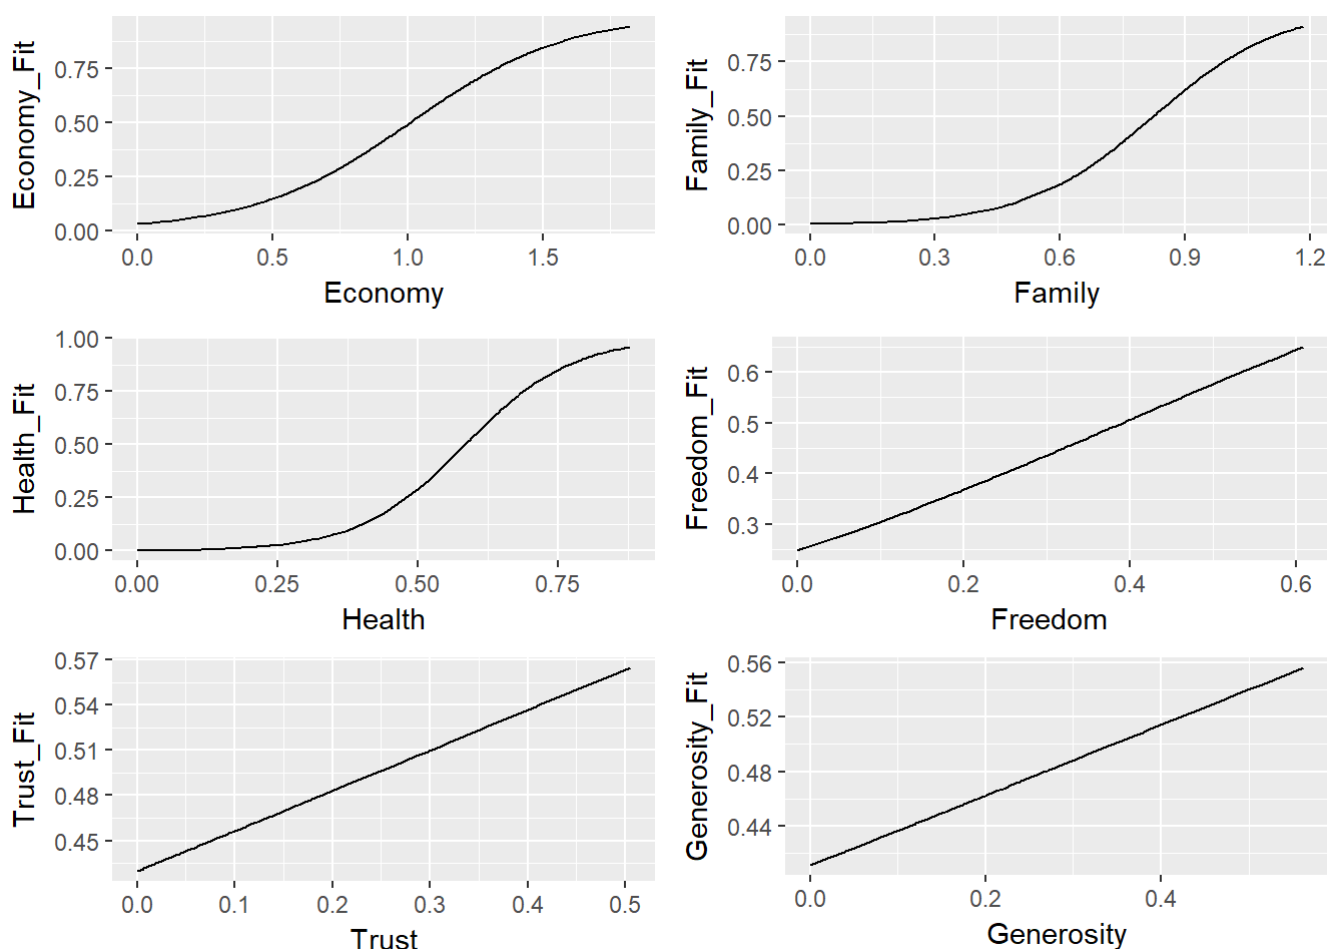 Economy_Fit
0.75
0.50
0.25
0.00
0.0 0.5 1.0 1.5
Economy
Family_Fit
0.75
0.50
0.25
0.00
0.0 0.3 0.6 0.9 1.2
Family
Health_Fit
1.00
0.75
0.50
0.25
0.00
0.00 0.25 0.50 0.75
Health
Freedom_Fit
0.6
0.5
0.4
0.3
0.0 0.2 0.4 0.6
Freedom
Trust_Fit
0.57
0.54
0.51
0.48
0.45
0.0 0.1 0.2 0.3 0.4 0.5
Trust
Generosity_Fit
0.56
0.52
0.48
0.44
0.0 0.2 0.4
Generosity